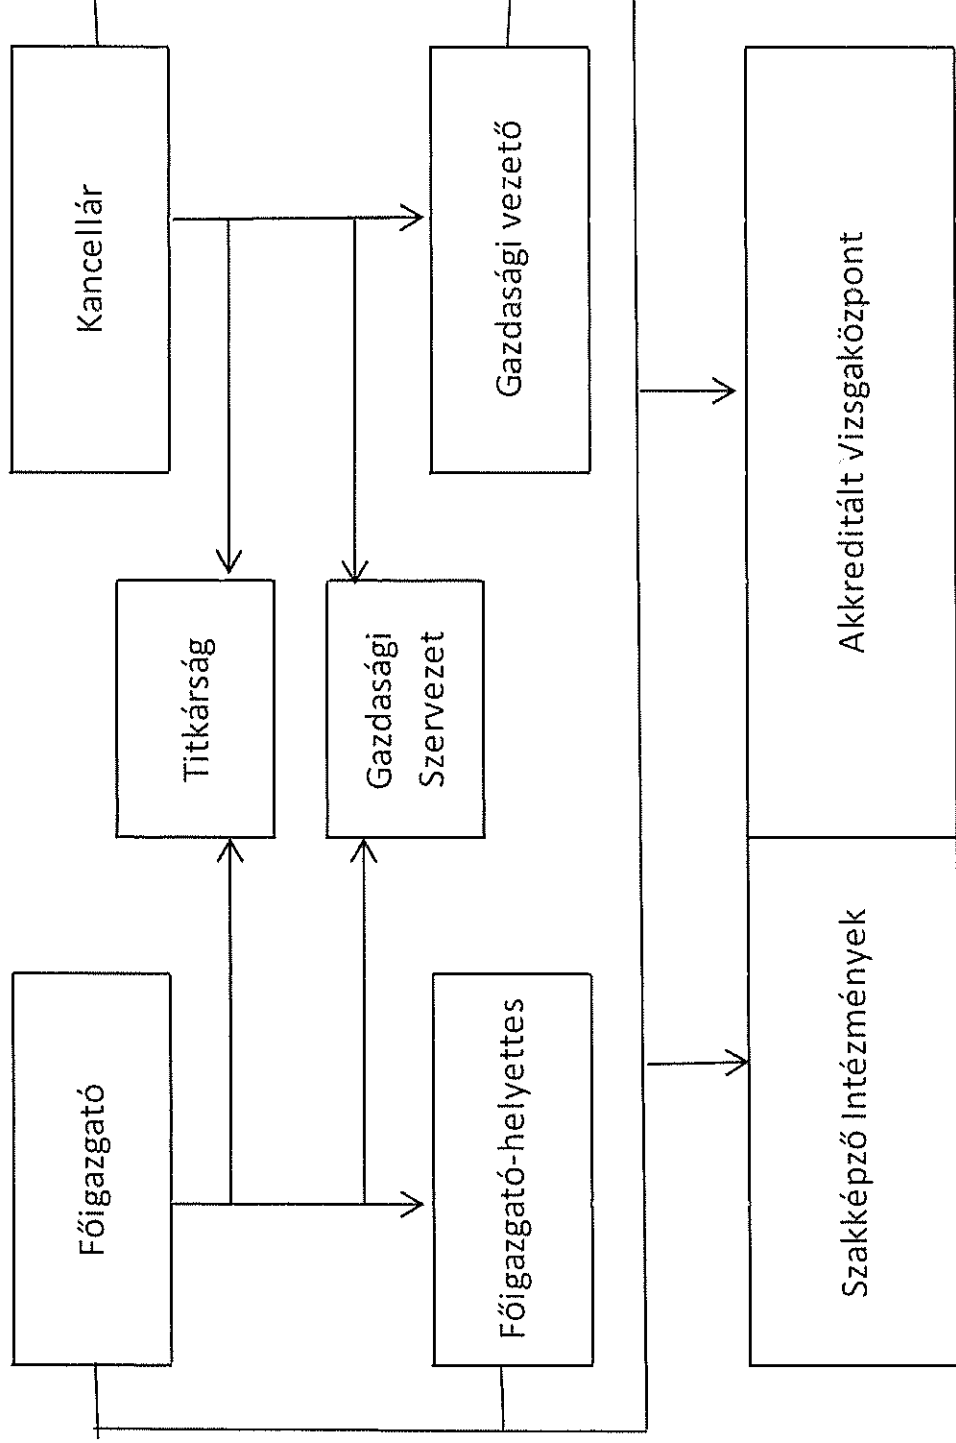 Főigazgató
Kancellár
Titkárság
Gazdasági
Szervezet
Főigazgató-helyettes
Gazdasági vezető
Szakképző Intézmények
Akkreditált vizsgaközpont